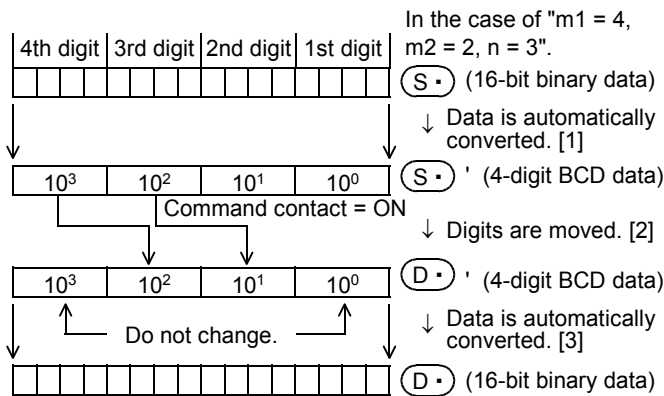 In the case of "m1 = 4,
m2 = 2, n = 3".
4th digit 3rd digit 2nd digit 1st digit
S· (16-bit binary data)
↓ Data is automatically
converted. [1]
10³ 10² 10¹ 10⁰ S· ' (4-digit BCD data)
Command contact = ON
↓ Digits are moved. [2]
10³ 10² 10¹ 10⁰ D· ' (4-digit BCD data)
Do not change.
↓ Data is automatically
converted. [3]
D· (16-bit binary data)